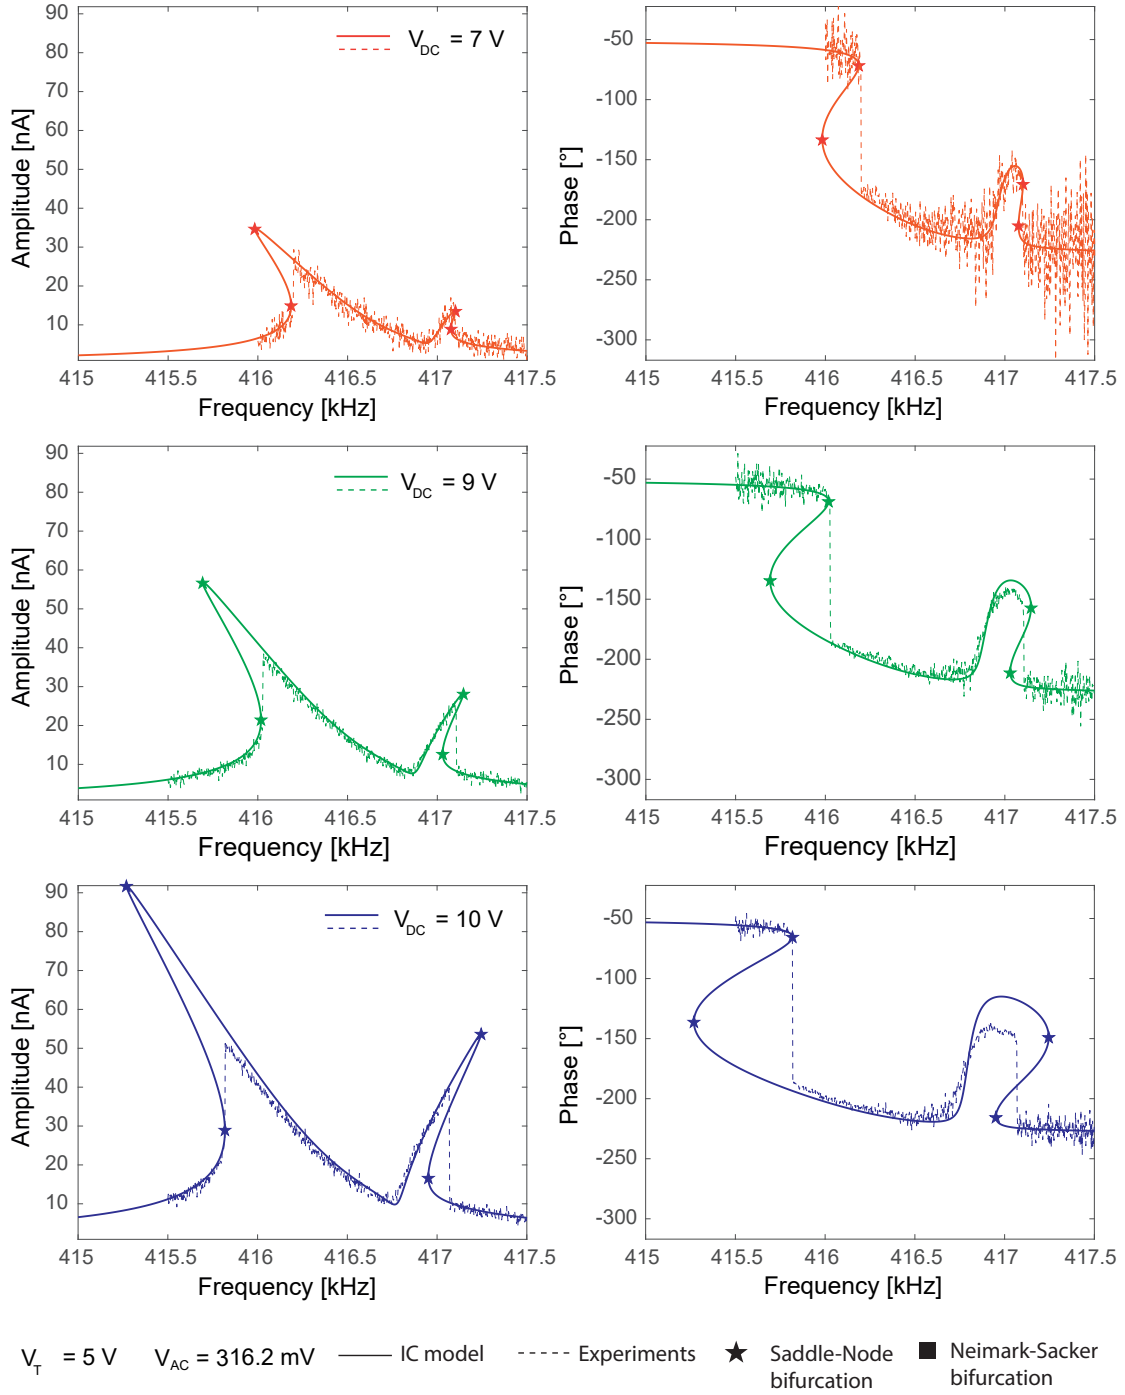 90
80
70
60
50
40
30
20
10
Amplitude [nA]
V_DC = 7 V
415 415.5 416 416.5 417 417.5
Frequency [kHz]
-50
-100
-150
-200
-250
-300
Phase [°]
415 415.5 416 416.5 417 417.5
Frequency [kHz]
90
80
70
60
50
40
30
20
10
Amplitude [nA]
V_DC = 9 V
415 415.5 416 416.5 417 417.5
Frequency [kHz]
-50
-100
-150
-200
-250
-300
Phase [°]
415 415.5 416 416.5 417 417.5
Frequency [kHz]
90
80
70
60
50
40
30
20
10
Amplitude [nA]
V_DC = 10 V
415 415.5 416 416.5 417 417.5
Frequency [kHz]
-50
-100
-150
-200
-250
-300
Phase [°]
415 415.5 416 416.5 417 417.5
Frequency [kHz]
V_T = 5 V V_AC = 316.2 mV IC model Experiments
Saddle-Node
bifurcation
Neimark-Sacker
bifurcation